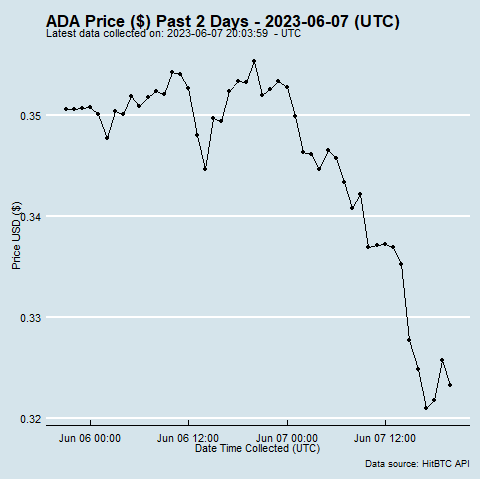 ADA Price ($) Past 2 Days - 2023-06-07 (UTC)
Latest data collected on: 2023-06-07 20:03:59 - UTC
0.35
0.34
0.33
0.32
Price USD ($)
Jun 06 00:00 Jun 06 12:00 Jun 07 00:00 Jun 07 12:00
Date Time Collected (UTC)
Data source: HitBTC API